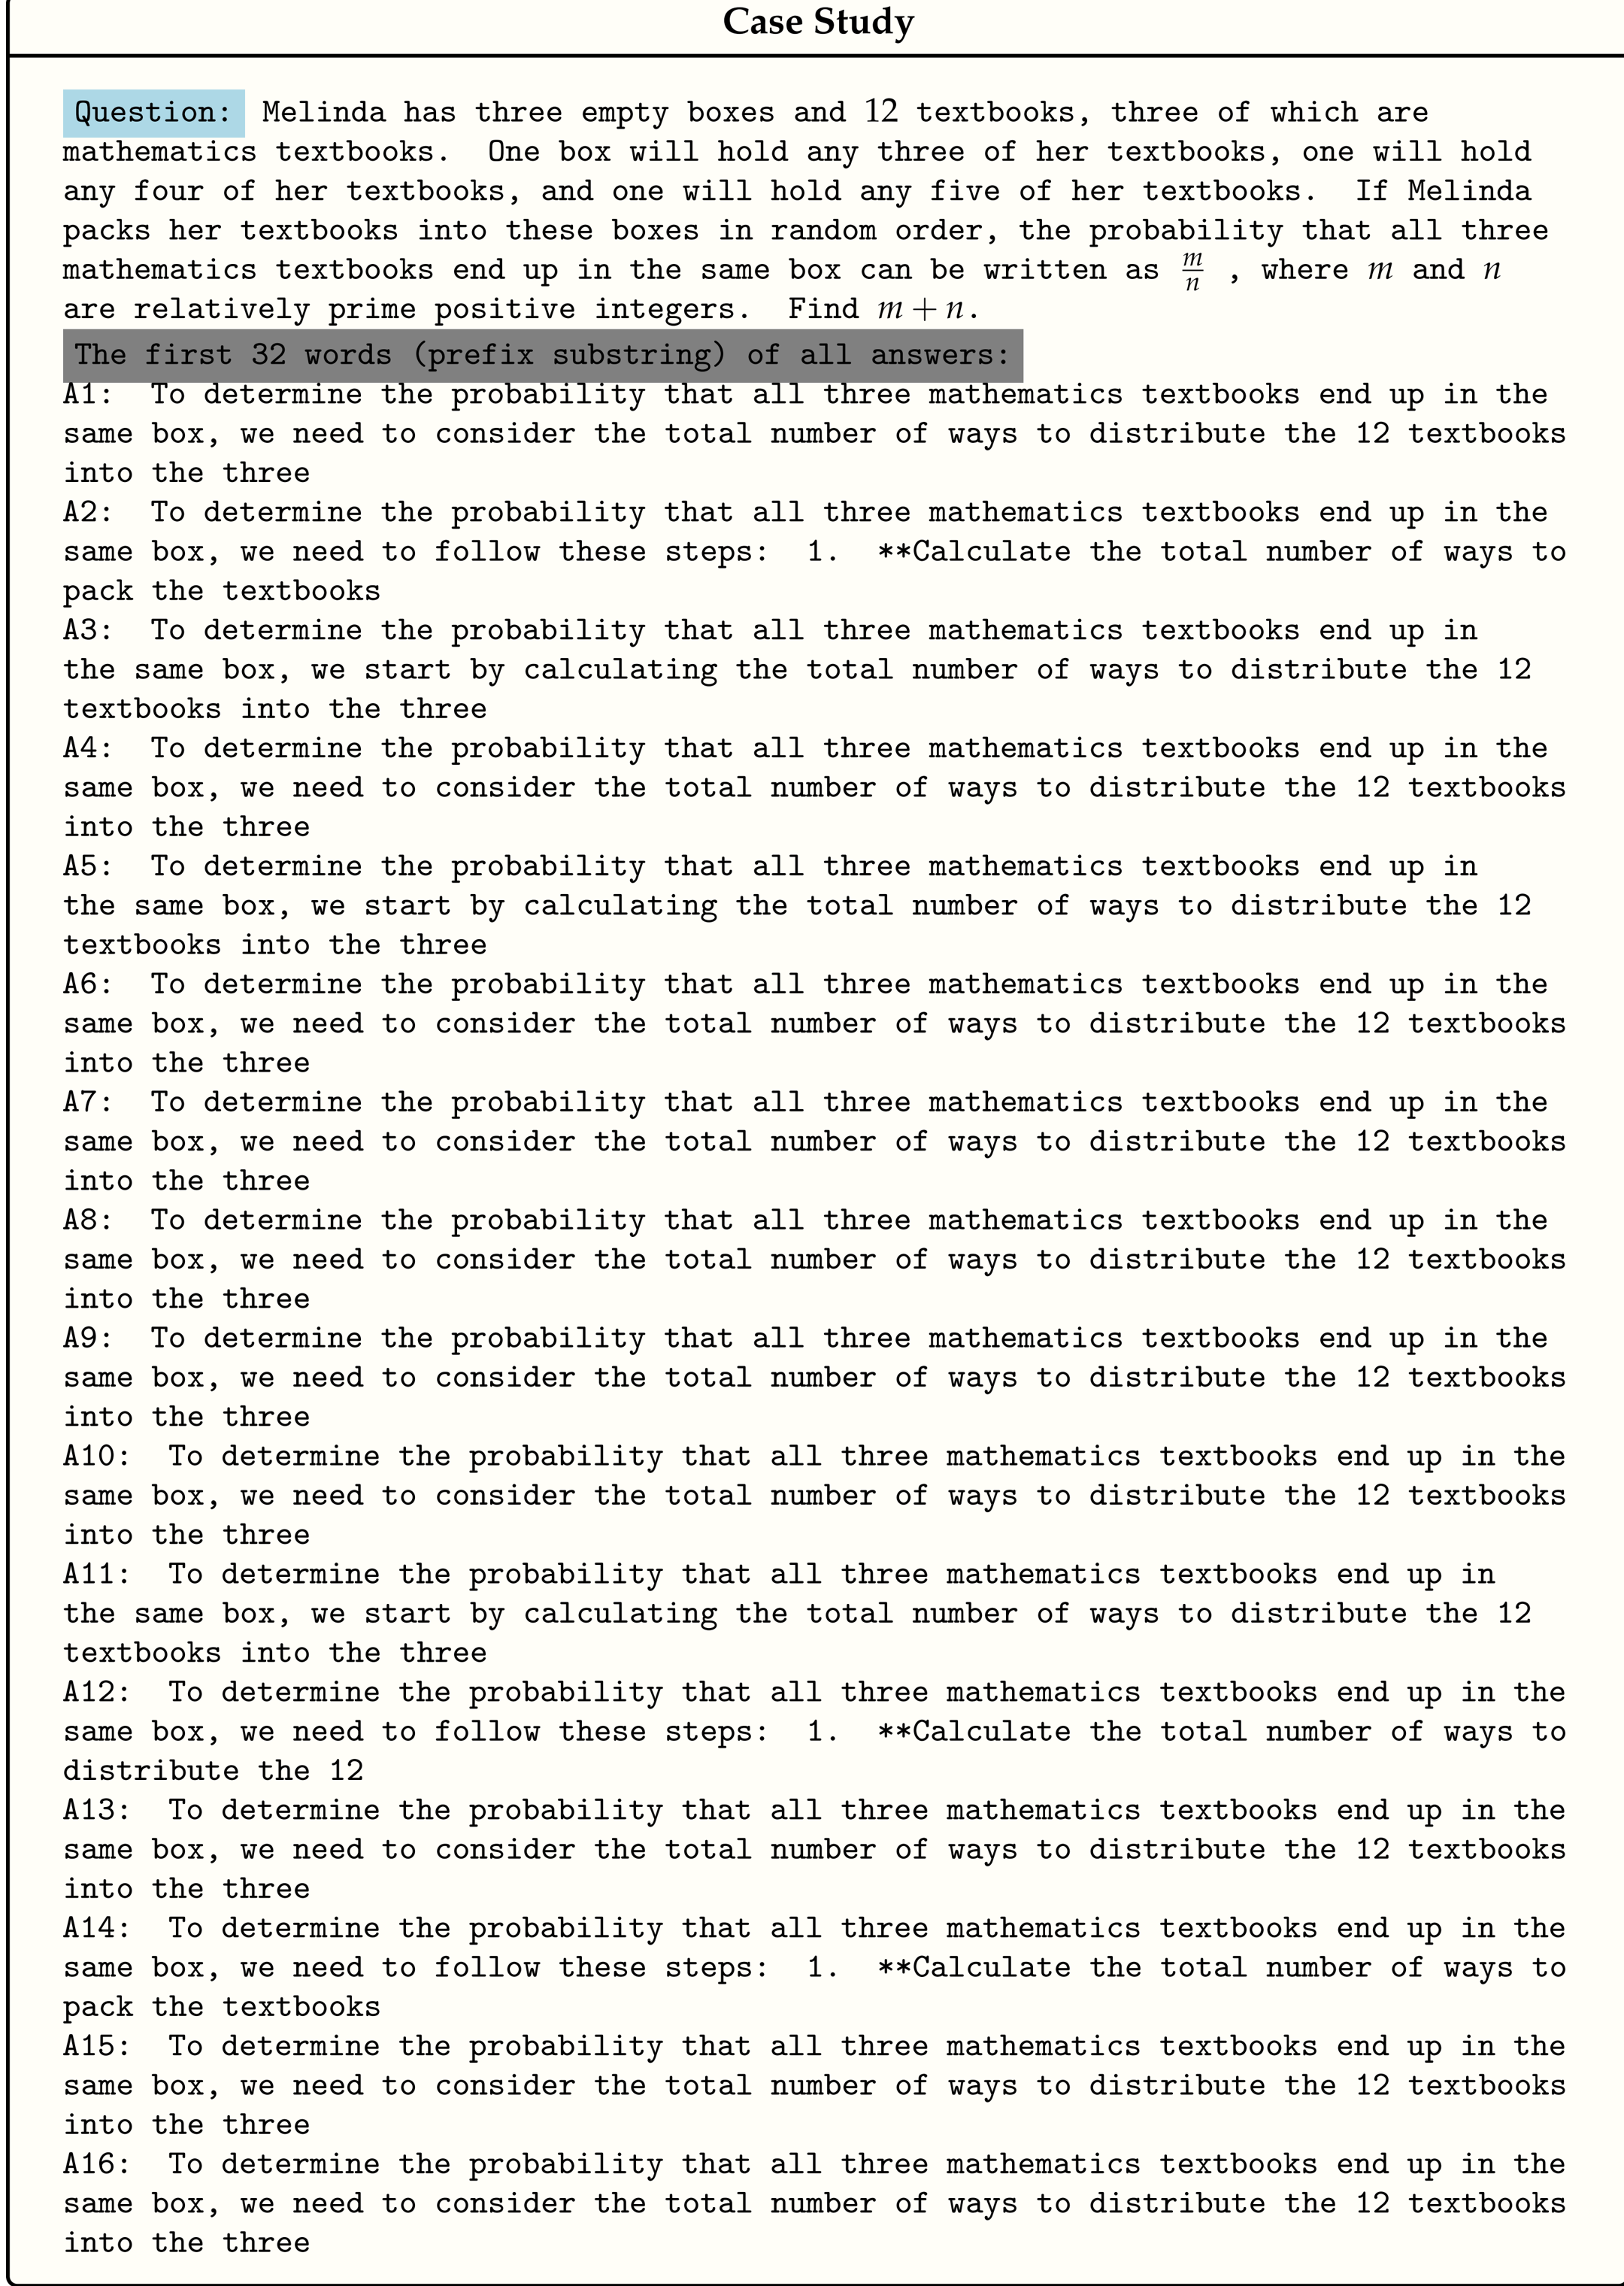 Case Study
Question: Melinda has three empty boxes and 12 textbooks, three of which are
mathematics textbooks. One box will hold any three of her textbooks, one will hold
any four of her textbooks, and one will hold any five of her textbooks. If Melinda
packs her textbooks into these boxes in random order, the probability that all three
mathematics textbooks end up in the same box can be written as m/n , where m and n
are relatively prime positive integers. Find m + n.
The first 32 words (prefix substring) of all answers:
A1: To determine the probability that all three mathematics textbooks end up in the
same box, we need to consider the total number of ways to distribute the 12 textbooks
into the three
A2: To determine the probability that all three mathematics textbooks end up in the
same box, we need to follow these steps: 1. **Calculate the total number of ways to
pack the textbooks
A3: To determine the probability that all three mathematics textbooks end up in
the same box, we start by calculating the total number of ways to distribute the 12
textbooks into the three
A4: To determine the probability that all three mathematics textbooks end up in the
same box, we need to consider the total number of ways to distribute the 12 textbooks
into the three
A5: To determine the probability that all three mathematics textbooks end up in
the same box, we start by calculating the total number of ways to distribute the 12
textbooks into the three
A6: To determine the probability that all three mathematics textbooks end up in the
same box, we need to consider the total number of ways to distribute the 12 textbooks
into the three
A7: To determine the probability that all three mathematics textbooks end up in the
same box, we need to consider the total number of ways to distribute the 12 textbooks
into the three
A8: To determine the probability that all three mathematics textbooks end up in the
same box, we need to consider the total number of ways to distribute the 12 textbooks
into the three
A9: To determine the probability that all three mathematics textbooks end up in the
same box, we need to consider the total number of ways to distribute the 12 textbooks
into the three
A10: To determine the probability that all three mathematics textbooks end up in the
same box, we need to consider the total number of ways to distribute the 12 textbooks
into the three
A11: To determine the probability that all three mathematics textbooks end up in
the same box, we start by calculating the total number of ways to distribute the 12
textbooks into the three
A12: To determine the probability that all three mathematics textbooks end up in the
same box, we need to follow these steps: 1. **Calculate the total number of ways to
distribute the 12
A13: To determine the probability that all three mathematics textbooks end up in the
same box, we need to consider the total number of ways to distribute the 12 textbooks
into the three
A14: To determine the probability that all three mathematics textbooks end up in the
same box, we need to follow these steps: 1. **Calculate the total number of ways to
pack the textbooks
A15: To determine the probability that all three mathematics textbooks end up in the
same box, we need to consider the total number of ways to distribute the 12 textbooks
into the three
A16: To determine the probability that all three mathematics textbooks end up in the
same box, we need to consider the total number of ways to distribute the 12 textbooks
into the three